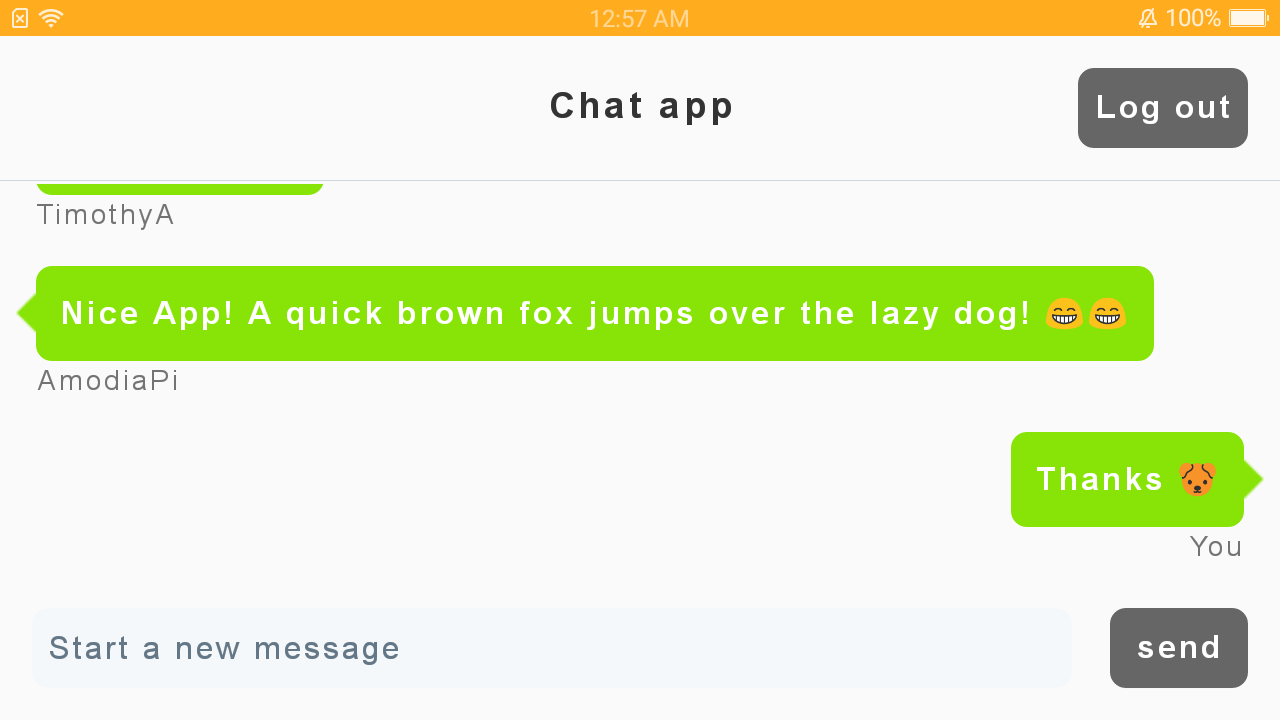 12:57 AM
100%
Chat app
Log out
TimothyA
Nice App! A quick brown fox jumps over the lazy dog! 😁😁
AmodiaPi
Thanks 🐶
You
Start a new message
send